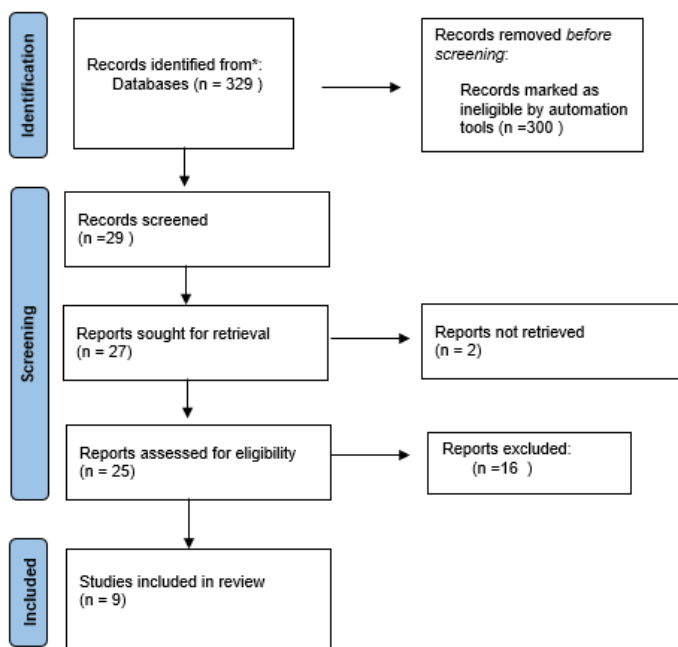 Identification
Records identified from*:
Databases (n = 329 )
Records removed before
screening:
Records marked as
ineligible by automation
tools (n =300 )
Screening
Records screened
(n =29 )
Reports sought for retrieval
(n = 27)
Reports not retrieved
(n = 2)
Reports assessed for eligibility
(n = 25)
Reports excluded:
(n =16 )
Included
Studies included in review
(n = 9)